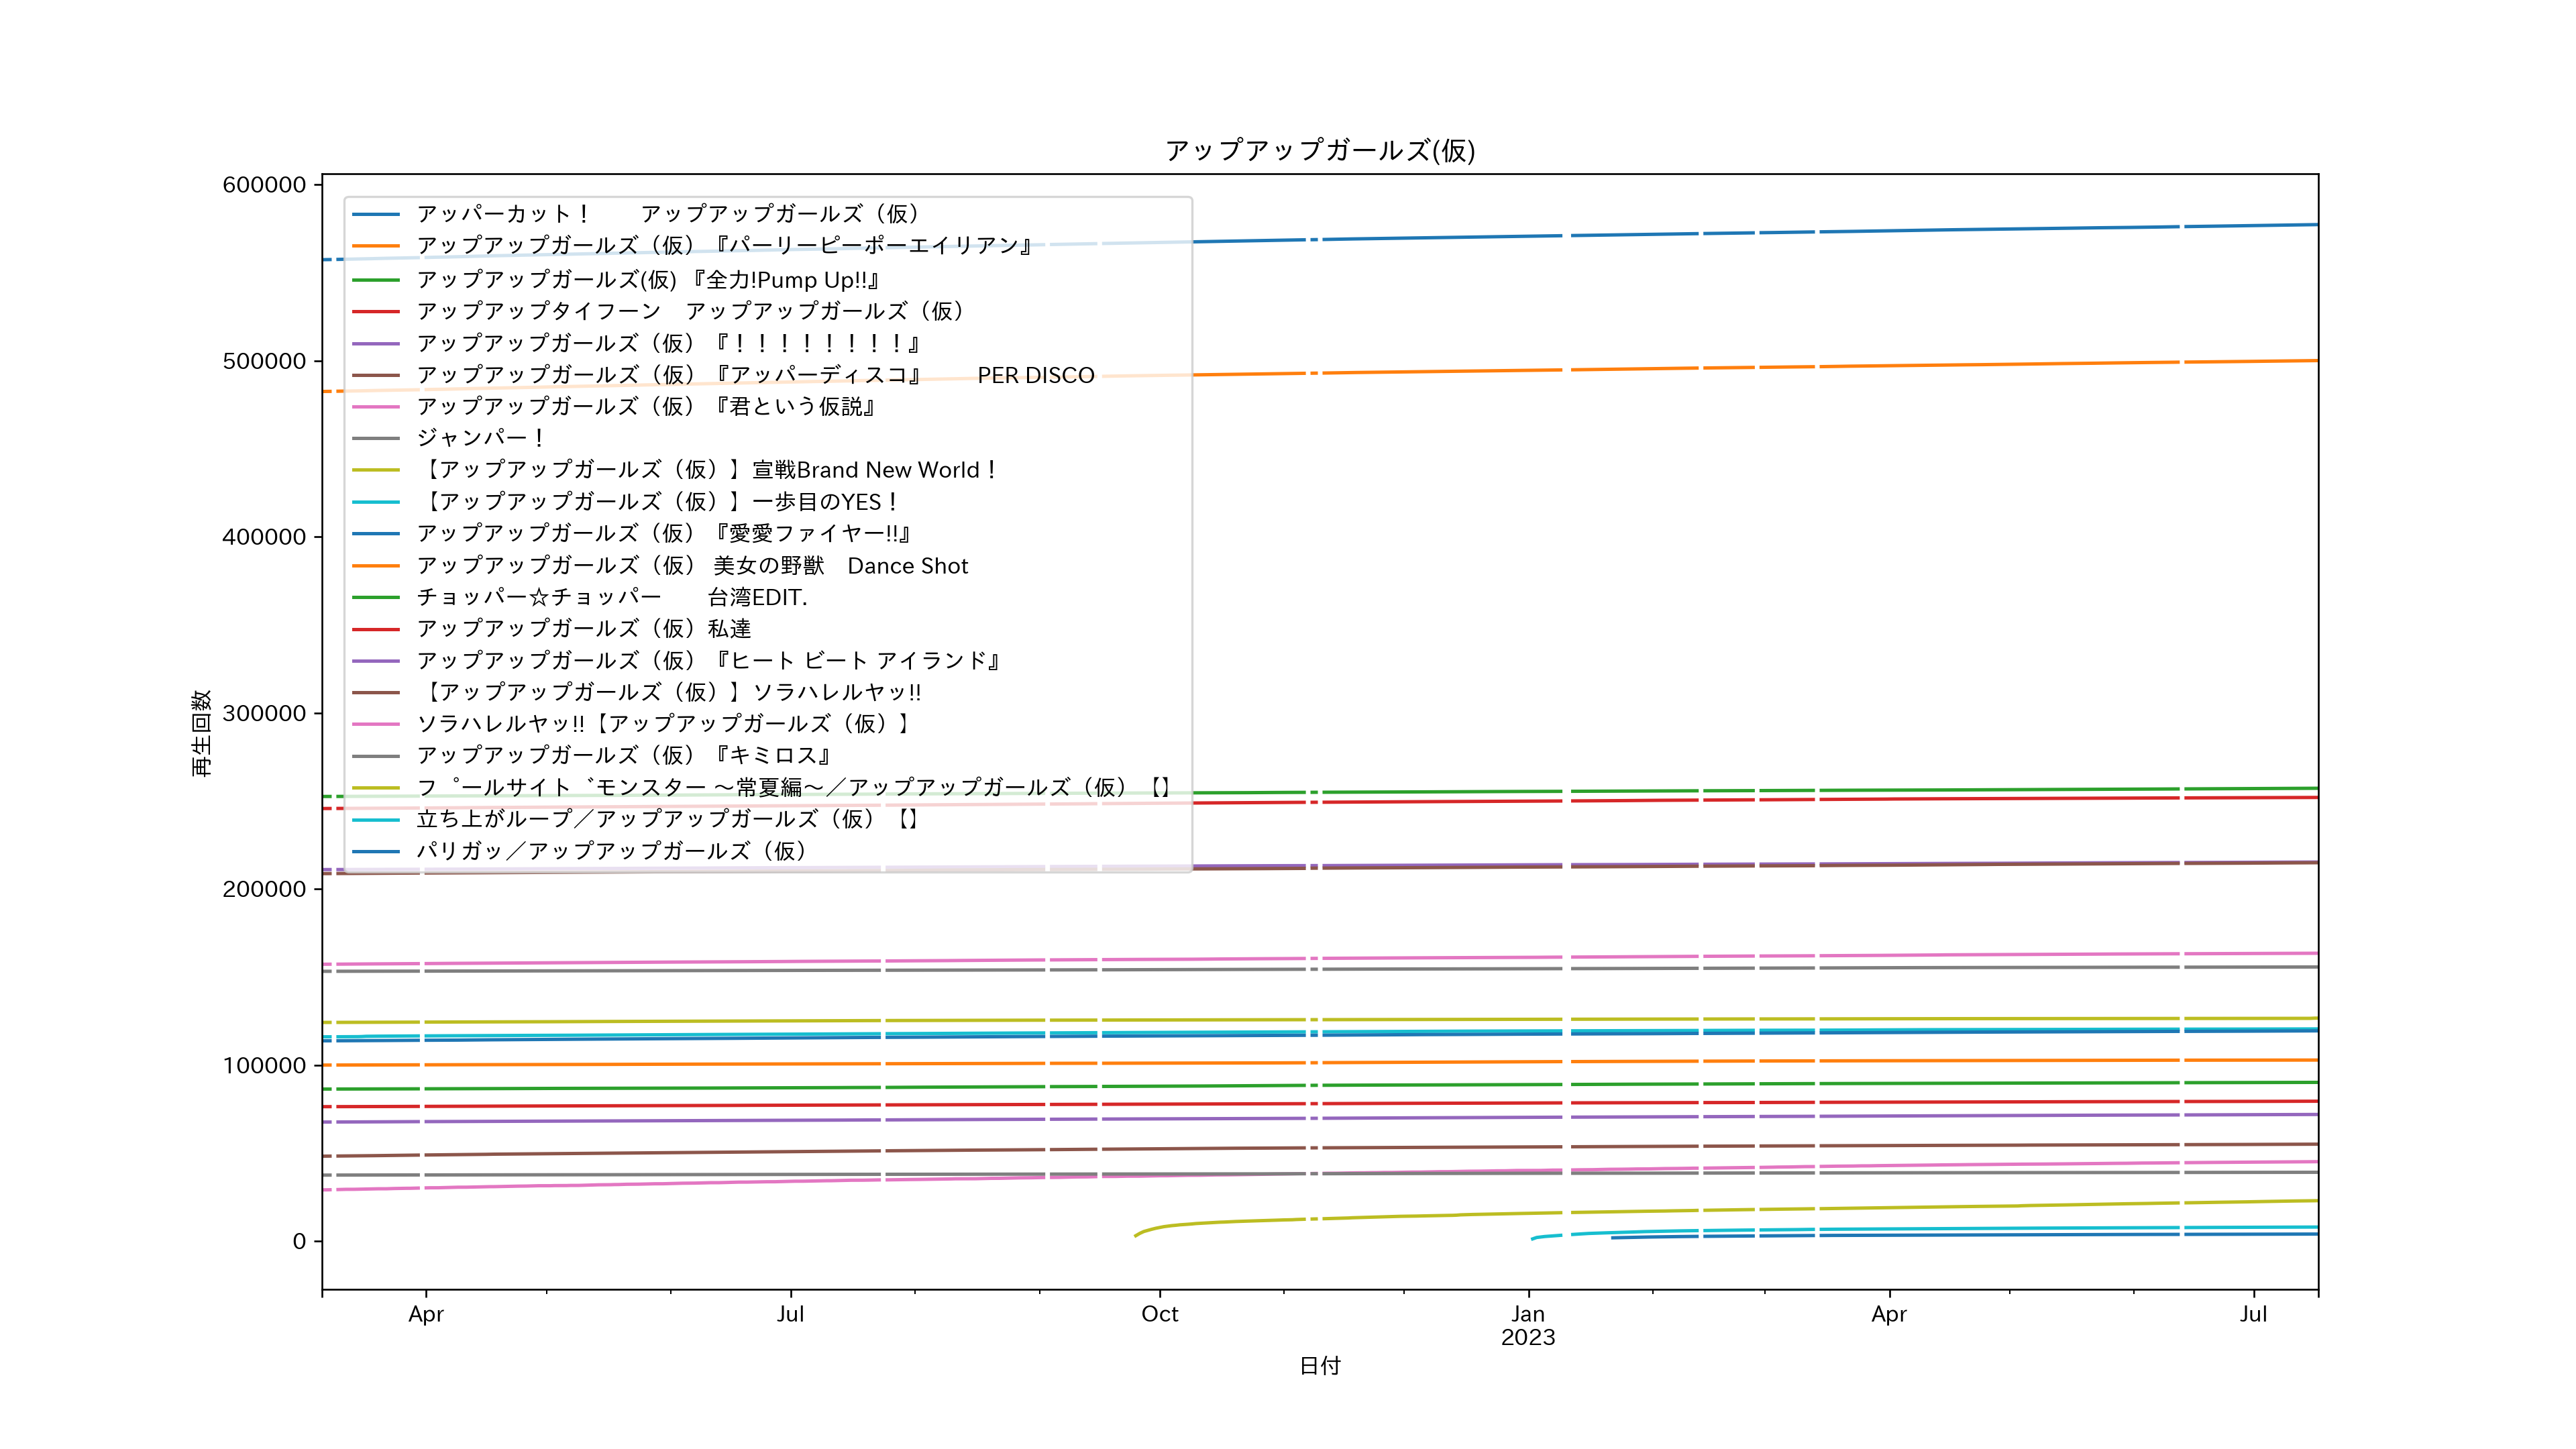 アップアップガールズ(仮)
600000
500000
400000
300000
200000
100000
0
再生回数
アッパーカット！　　アップアップガールズ（仮）
アップアップガールズ（仮）『パーリーピーポーエイリアン』
アップアップガールズ(仮) 『全力!Pump Up!!』
アップアップタイフーン　アップアップガールズ（仮）
アップアップガールズ（仮）『！！！！！！！！』
アップアップガールズ（仮）『アッパーディスコ』　　PER DISCO
アップアップガールズ（仮）『君という仮説』
ジャンパー！
【アップアップガールズ（仮）】宣戦Brand New World！
【アップアップガールズ（仮）】一歩目のYES！
アップアップガールズ（仮）『愛愛ファイヤー!!』
アップアップガールズ（仮） 美女の野獣　Dance Shot
チョッパー☆チョッパー　　台湾EDIT.
アップアップガールズ（仮）私達
アップアップガールズ（仮）『ヒート ビート アイランド』
【アップアップガールズ（仮）】ソラハレルヤッ!!
ソラハレルヤッ!!【アップアップガールズ（仮）】
アップアップガールズ（仮）『キミロス』
フ゜ールサイト゛モンスター 〜常夏編〜／アップアップガールズ（仮）【】
立ち上がループ／アップアップガールズ（仮）【】
パリガッ／アップアップガールズ（仮）
Apr
Jul
Oct
Jan
2023
Apr
Jul
日付